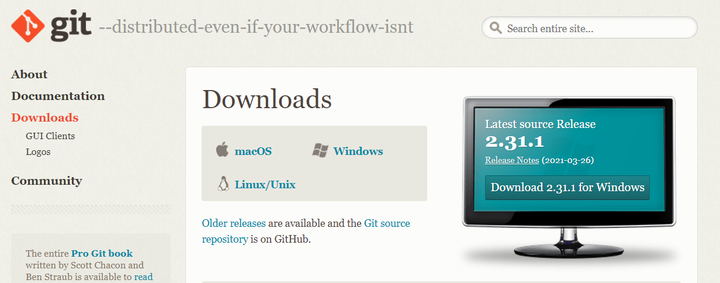 git --distributed-even-if-your-workflow-isnt
Search entire site...
About
Documentation
Downloads
GUI Clients
Logos
Community
The entire Pro Git book
written by Scott Chacon and
Ben Straub is available to read
Downloads
macOS
Windows
Linux/Unix
Older releases are available and the Git source
repository is on GitHub.
Latest source Release
2.31.1
Release Notes (2021-03-26)
Download 2.31.1 for Windows